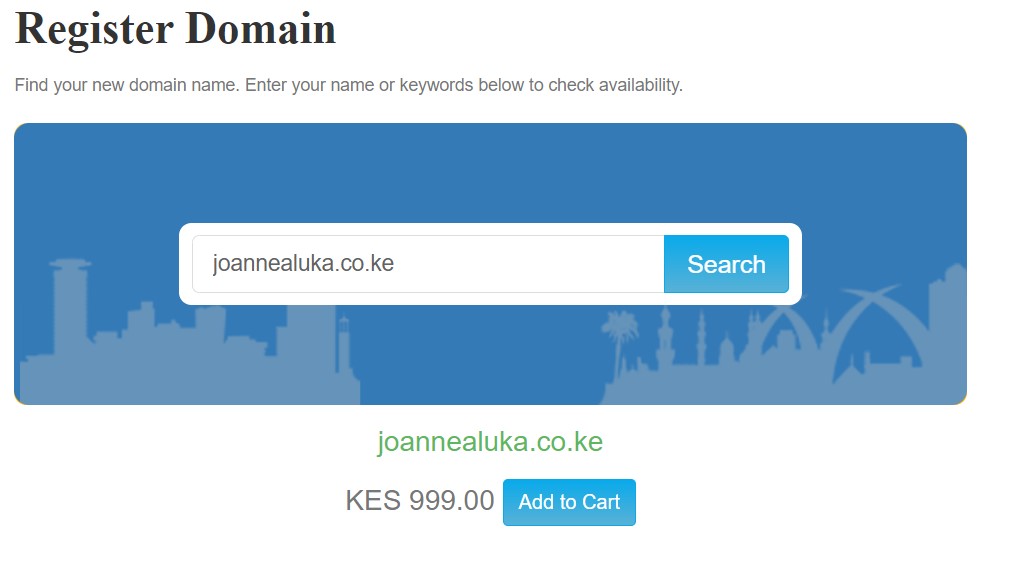 Register Domain
Find your new domain name. Enter your name or keywords below to check availability.
joannealuka.co.ke Search
joannealuka.co.ke
KES 999.00 Add to Cart